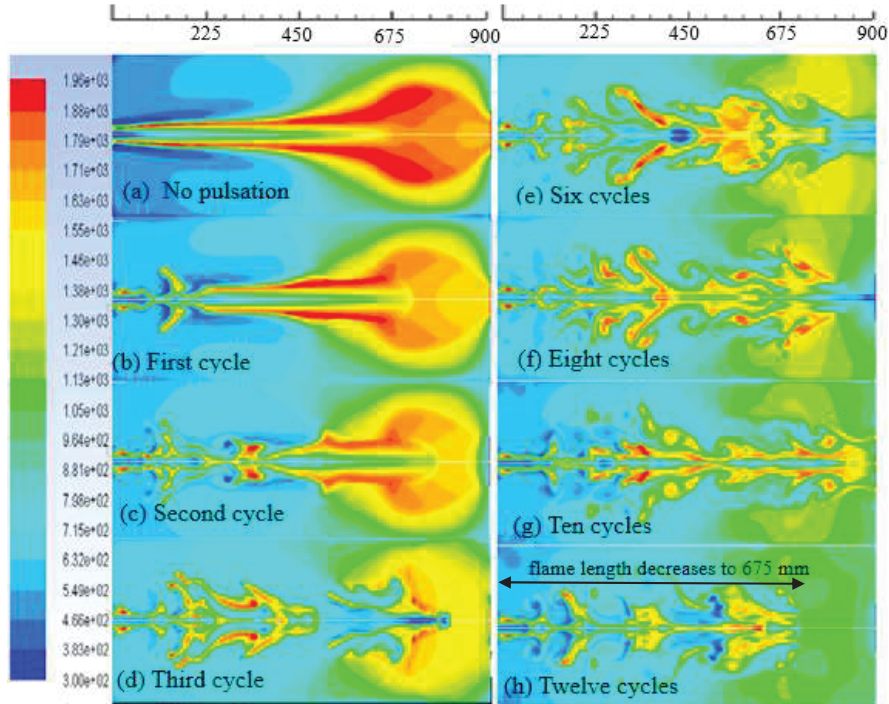 225 450 675 900
225 450 675 900
1.96e+03
1.88e+03
1.79e+03
1.71e+03
1.63e+03
1.55e+03
1.46e+03
1.38e+03
1.30e+03
1.21e+03
1.13e+03
1.05e+03
9.64e+02
8.81e+02
7.98e+02
7.15e+02
6.32e+02
5.49e+02
4.66e+02
3.83e+02
3.00e+02
(a) No pulsation
(b) First cycle
(c) Second cycle
(d) Third cycle
(e) Six cycles
(f) Eight cycles
(g) Ten cycles
flame length decreases to 675 mm
(h) Twelve cycles